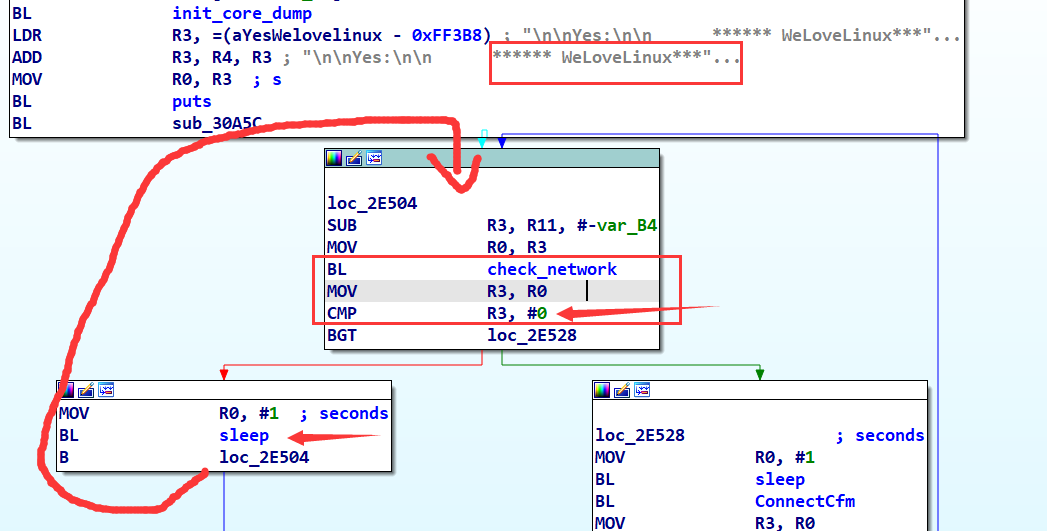 BL init_core_dump
LDR R3, =(aYesWelovelinux - 0xFF3B8) ; "\n\nYes:\n\n ****** WeLoveLinux***"...
ADD R3, R4, R3 ; "\n\nYes:\n\n ****** WeLoveLinux***"...
MOV R0, R3 ; s
BL puts
BL sub_30A5C
loc_2E504
SUB R3, R11, #-var_B4
MOV R0, R3
BL check_network
MOV R3, R0
CMP R3, #0
BGT loc_2E528
MOV R0, #1 ; seconds
BL sleep
B loc_2E504
loc_2E528 ; seconds
MOV R0, #1
BL sleep
BL ConnectCfm
MOV R3, R0